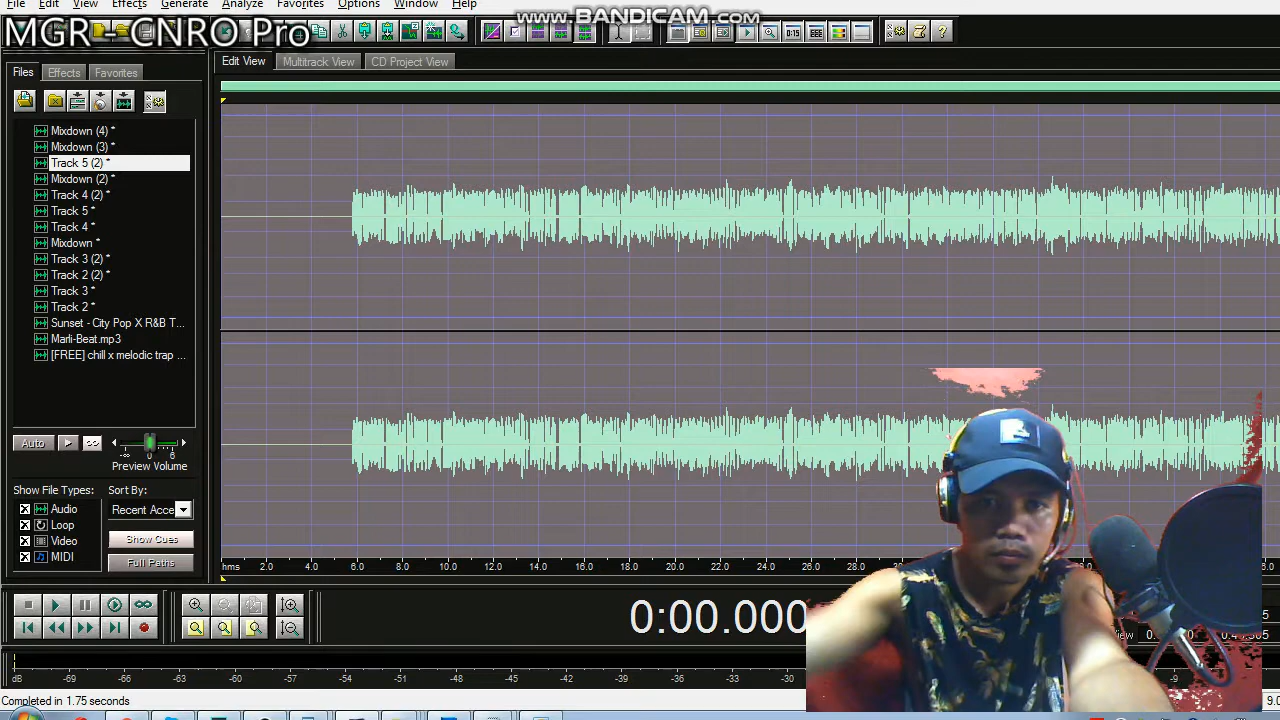 File Edit View Effects Generate Analyze Favorites Options Window Help
www.BANDICAM.com
MGR - CNRO Pro
Files Effects Favorites
Edit View Multitrack View CD Project View
Mixdown (4) *
Mixdown (3) *
Track 5 (2) *
Mixdown (2) *
Track 4 (2) *
Track 5 *
Track 4 *
Mixdown *
Track 3 (2) *
Track 2 (2) *
Track 3 *
Track 2 *
Sunset - City Pop X R&B T...
Marli-Beat.mp3
[FREE] chill x melodic trap ...
Auto
-∞ 0 6
Preview Volume
Show File Types: Sort By:
Audio Recent Acce
Loop
Video Show Cues
MIDI Full Paths
hms 2.0 4.0 6.0 8.0 10.0 12.0 14.0 16.0 18.0 20.0 22.0 24.0 26.0 28.0
0:00.000
dB -69 -66 -63 -60 -57 -54 -51 -48 -45 -42 -39 -36 -33 -30 -9
Completed in 1.75 seconds